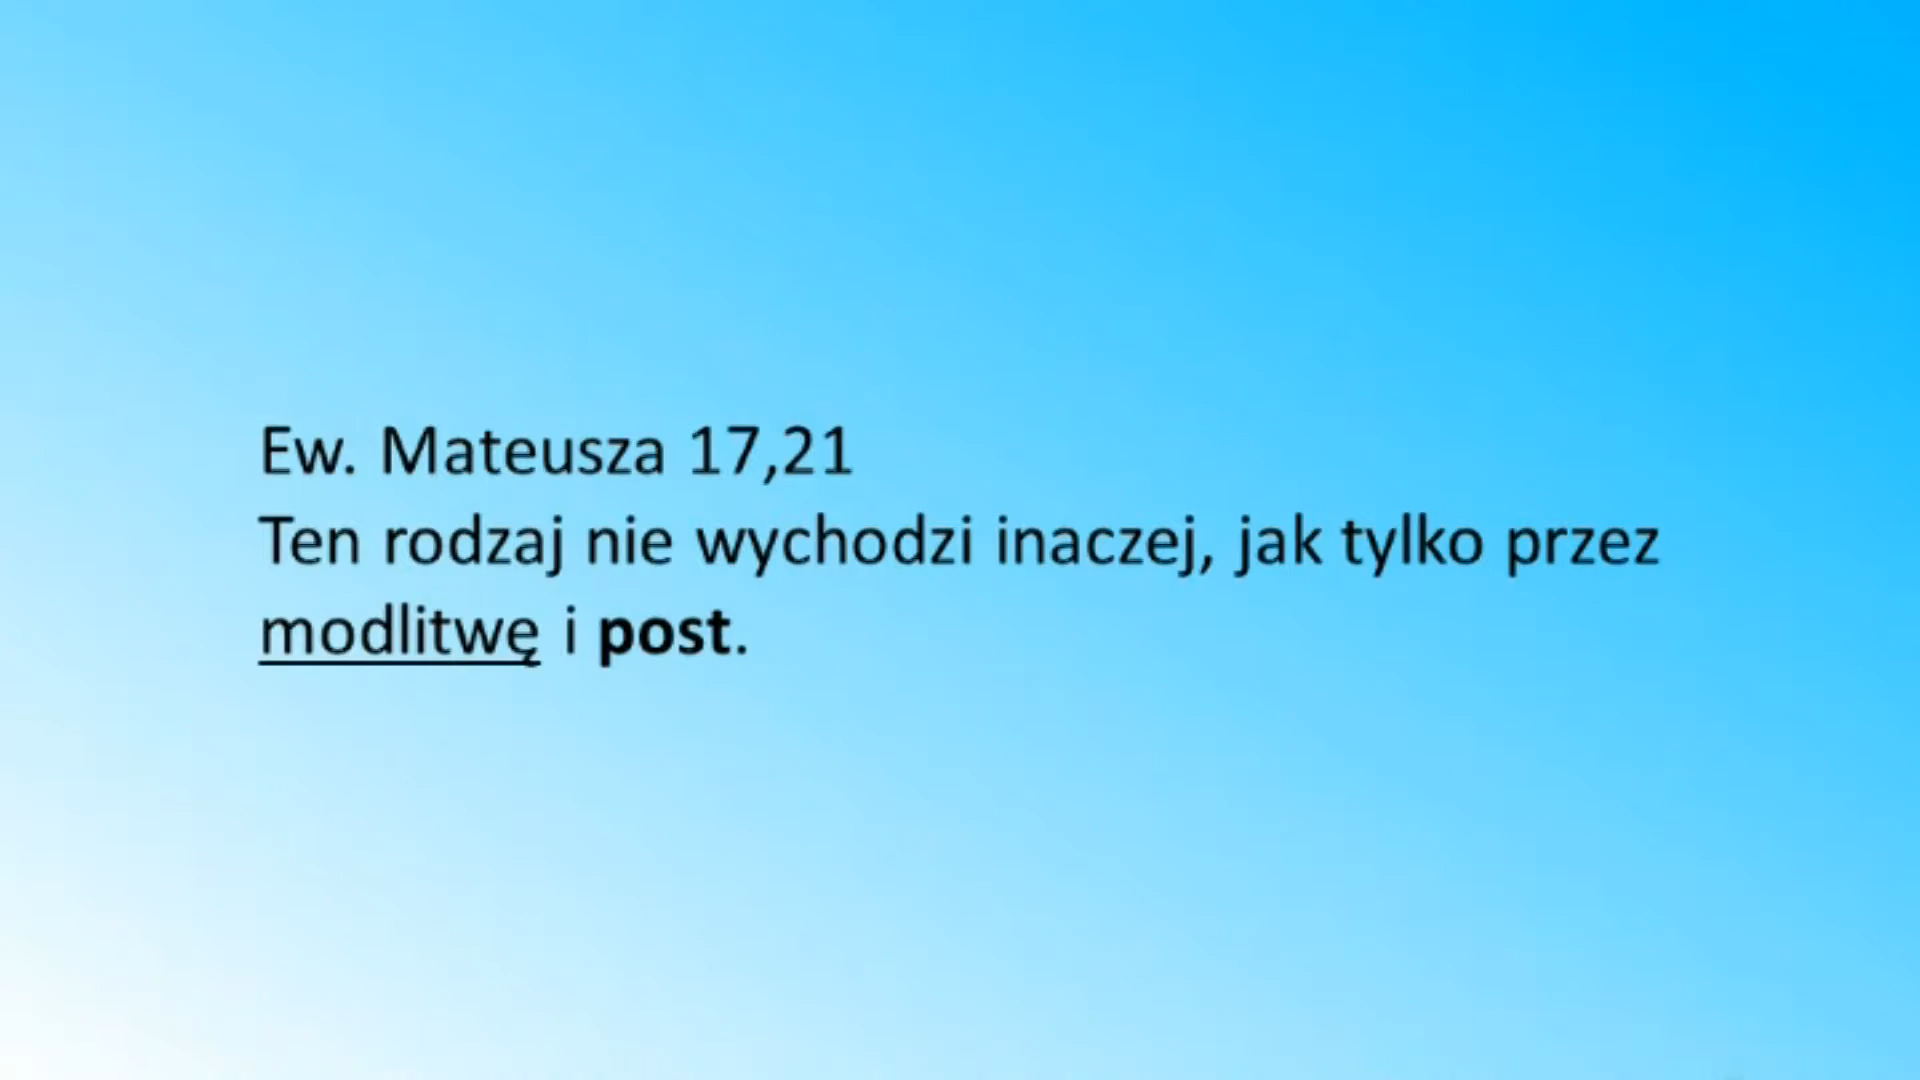 Ew. Mateusza 17,21
Ten rodzaj nie wychodzi inaczej, jak tylko przez
modlitwę i post.